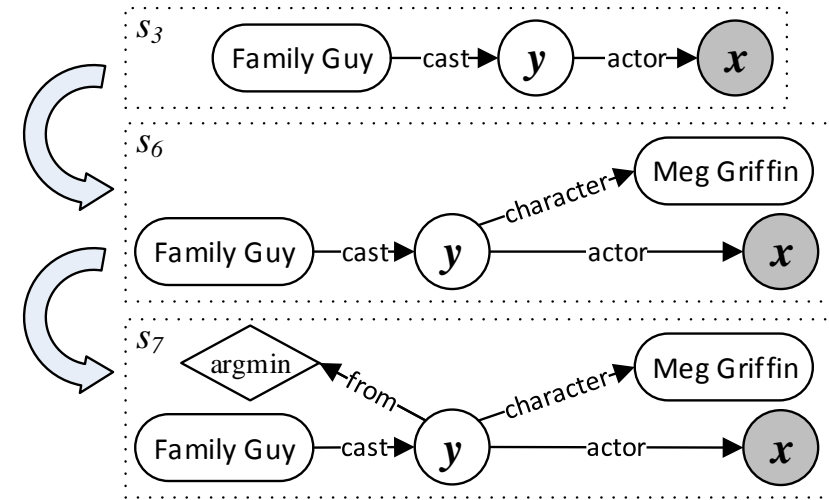 s3
Family Guy cast y actor x
s6
character Meg Griffin
Family Guy cast y actor x
s7
argmin from character Meg Griffin
Family Guy cast y actor x